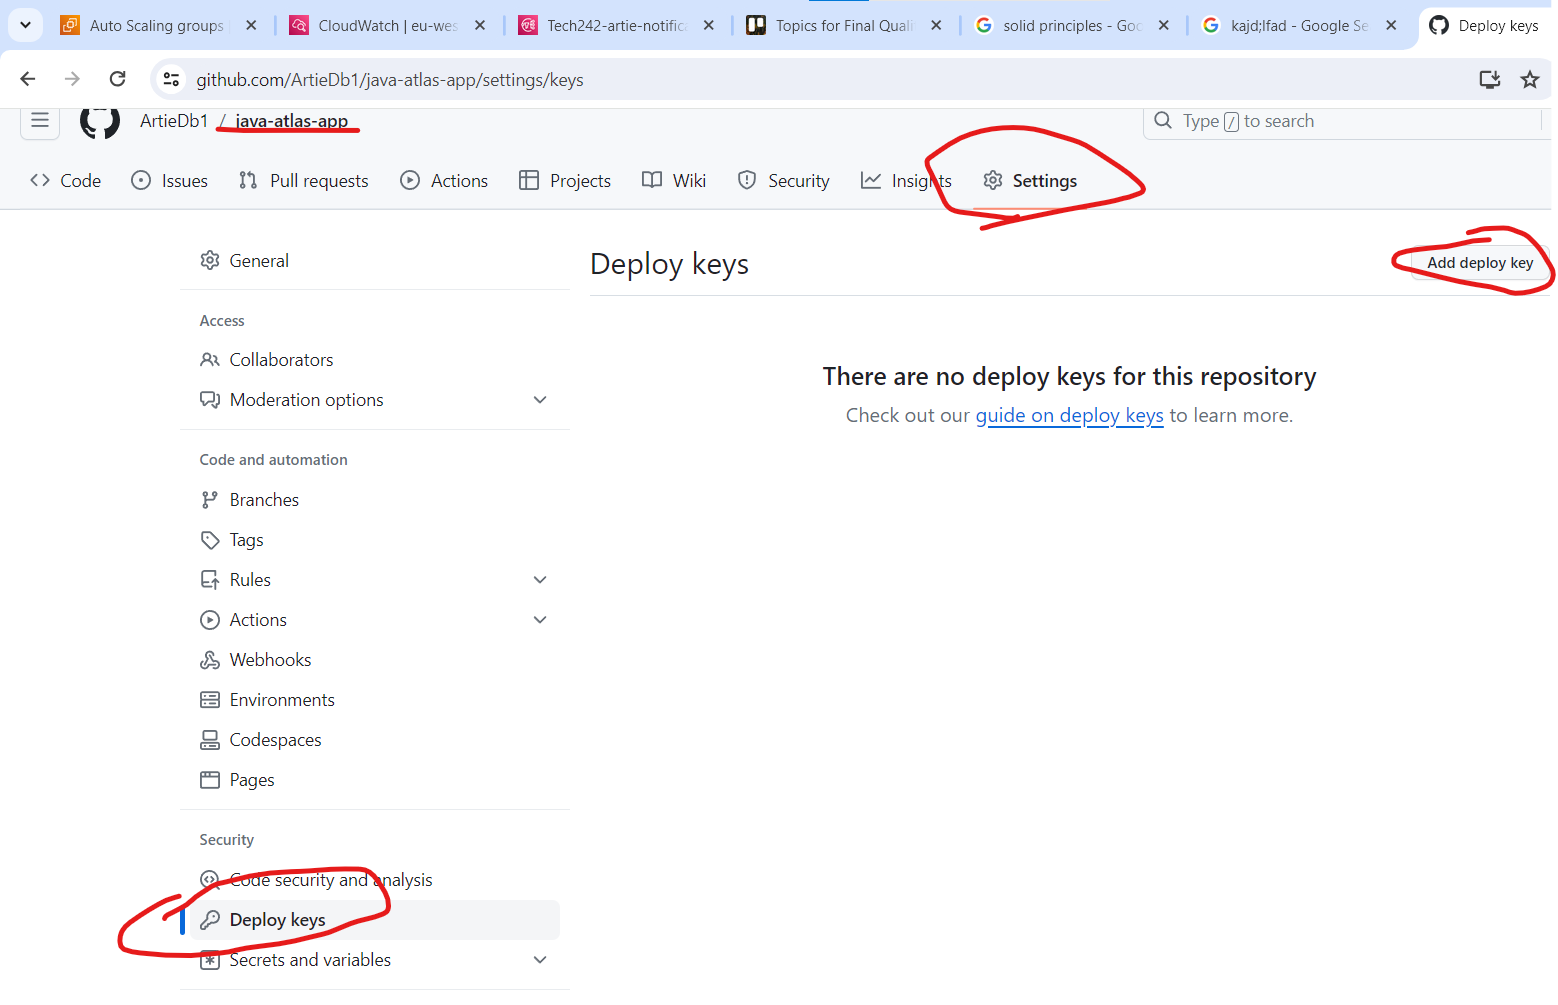 Auto Scaling groups
CloudWatch | eu-wes
Tech242-artie-notifica
Topics for Final Quali
solid principles - Goo
kajd;lfad - Google Se
Deploy keys
github.com/ArtieDb1/java-atlas-app/settings/keys
ArtieDb1 / java-atlas-app
Type / to search
Code Issues Pull requests Actions Projects Wiki Security Insights Settings
General
Deploy keys
Add deploy key
Access
Collaborators
Moderation options
There are no deploy keys for this repository
Check out our guide on deploy keys to learn more.
Code and automation
Branches
Tags
Rules
Actions
Webhooks
Environments
Codespaces
Pages
Security
Code security and analysis
Deploy keys
Secrets and variables